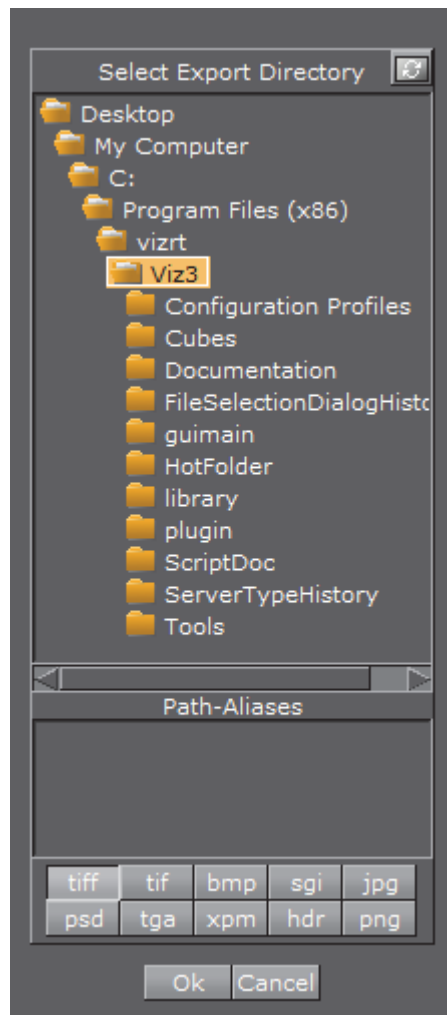 Select Export Directory
Desktop
My Computer
C:
Program Files (x86)
vizrt
Viz3
Configuration Profiles
Cubes
Documentation
FileSelectionDialogHistc
guimain
HotFolder
library
plugin
ScriptDoc
ServerTypeHistory
Tools
Path-Aliases
tiff tif bmp sgi jpg
psd tga xpm hdr png
Ok Cancel